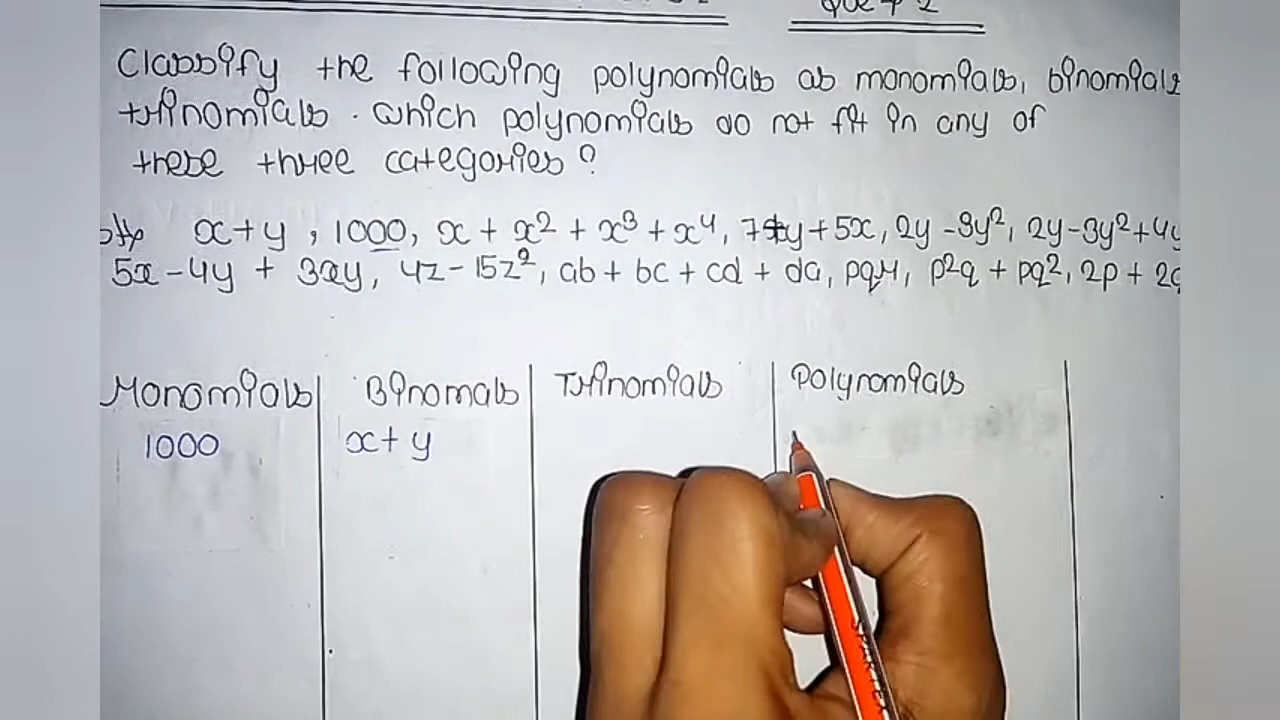 Classify the following polynomials as monomials, binomials
trinomials. which polynomials do not fit in any of
these three categories?
x+y, 1000, x + x² + x³ + x⁴, 7+y+5x, 2y-3y², 2y-3y²+4y
5x-4y + 3xy, 4z-15z², ab + bc + cd + da, pqr, p²q + pq², 2p + 2q
Monomials Binomals Trinomials Polynomials
1000 x+y